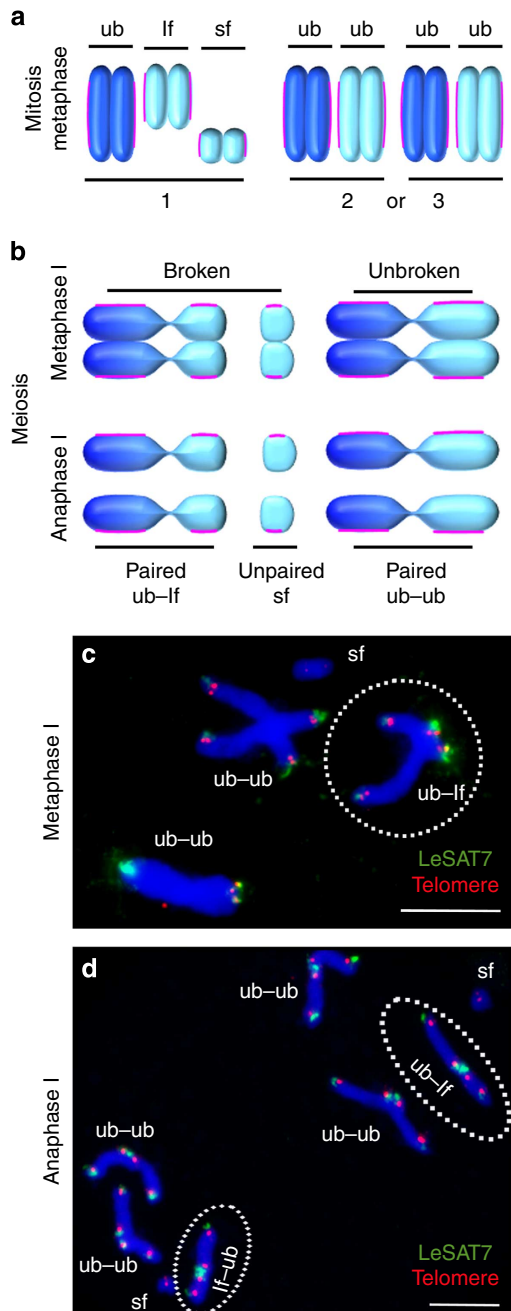 a
ub lf sf ub ub ub ub
Mitosis
metaphase
1 2 or 3
b
Broken Unbroken
Meiosis
Metaphase I
Anaphase I
Paired Unpaired Paired
ub–lf sf ub–ub
c
Metaphase I
sf
ub–ub
ub–lf
ub–ub
LeSAT7
Telomere
d
Anaphase I
sf
ub–ub
ub–lf
ub–ub
ub–ub
ub–ub
lf–ub
sf
LeSAT7
Telomere